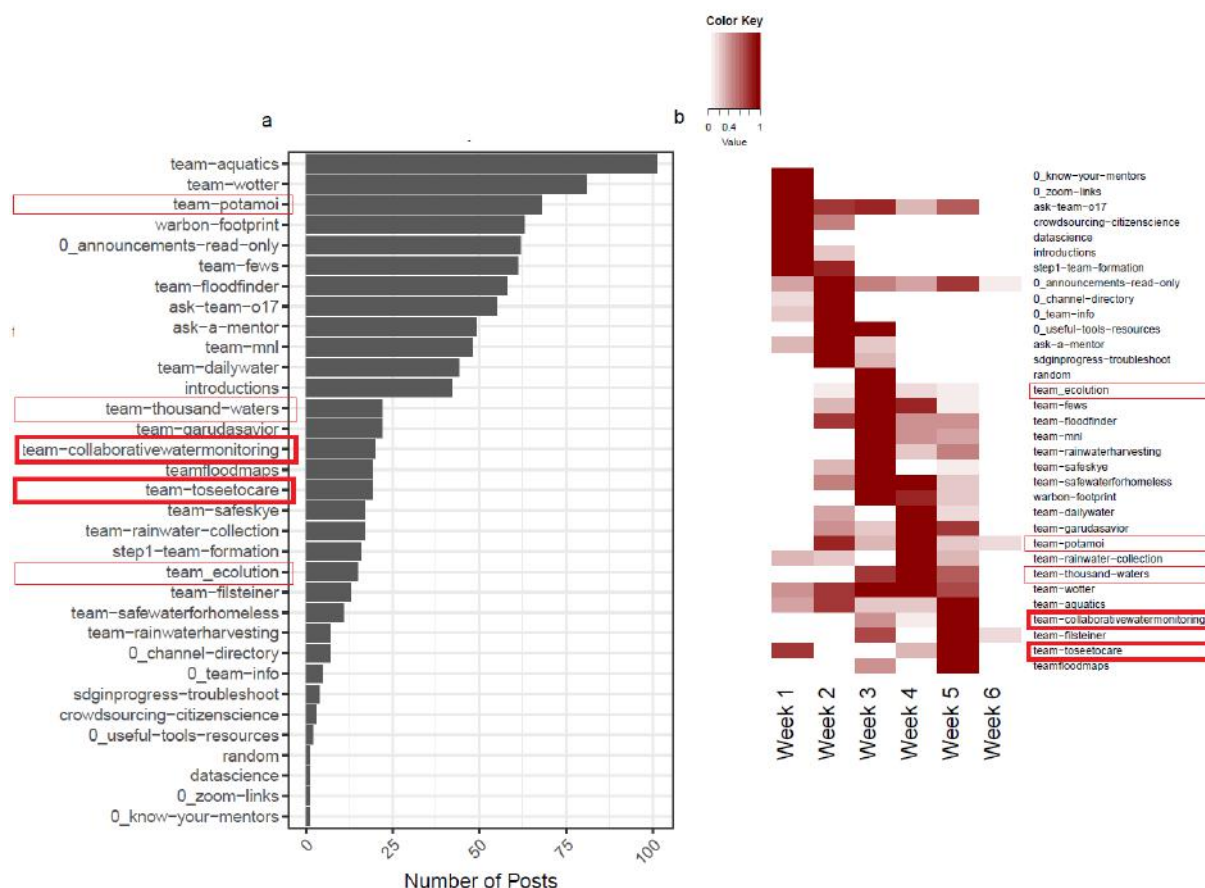 Color Key
0 0.4 1
Value
a
b
team-aquatics
team-wotter
team-potamoi
warbon-footprint
0_announcements-read-only
team-fews
team-floodfinder
ask-team-o17
ask-a-mentor
team-mnl
team-dailywater
introductions
team-thousand-waters
team-garudasavior
team-collaborativewatermonitoring
teamfloodmaps
team-toseetocare
team-safeskye
team-rainwater-collection
step1-team-formation
team_ecolution
team-filsteiner
team-safewaterforhomeless
team-rainwaterharvesting
0_channel-directory
0_team-info
sdginprogress-troubleshoot
crowdsourcing-citizenscience
0_useful-tools-resources
random
datascience
0_zoom-links
0_know-your-mentors
0 25 50 75 100
Number of Posts
0_know-your-mentors
0_zoom-links
ask-team-o17
crowdsourcing-citizenscience
datascience
introductions
step1-team-formation
0_announcements-read-only
0_channel-directory
0_team-info
0_useful-tools-resources
ask-a-mentor
sdginprogress-troubleshoot
random
team_ecolution
team-fews
team-floodfinder
team-mnl
team-rainwaterharvesting
team-safeskye
team-safewaterforhomeless
warbon-footprint
team-dailywater
team-garudasavior
team-potamoi
team-rainwater-collection
team-thousand-waters
team-wotter
team-aquatics
team-collaborativewatermonitoring
team-filsteiner
team-toseetocare
teamfloodmaps
Week 1
Week 2
Week 3
Week 4
Week 5
Week 6